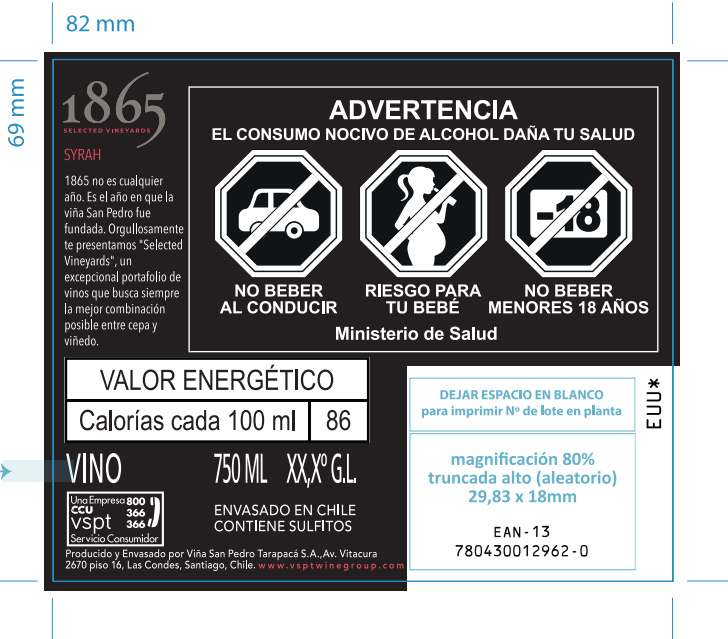 82 mm
69 mm
1865
SELECTED VINEYARDS
SYRAH
1865 no es cualquier
año. Es el año en que la
viña San Pedro fue
fundada. Orgullosamente
te presentamos "Selected
Vineyards", un
excepcional portafolio de
vinos que busca siempre
la mejor combinación
posible entre cepa y
viñedo.
ADVERTENCIA
EL CONSUMO NOCIVO DE ALCOHOL DAÑA TU SALUD
-18
NO BEBER
AL CONDUCIR
RIESGO PARA
TU BEBÉ
NO BEBER
MENORES 18 AÑOS
Ministerio de Salud
VALOR ENERGÉTICO
Calorías cada 100 ml 86
VINO 750 ML XX,Xº G.L.
Una Empresa
CCU
vspt
800
366
366
Servicio Consumidor
ENVASADO EN CHILE
CONTIENE SULFITOS
Producido y Envasado por Viña San Pedro Tarapacá S.A.,Av. Vitacura
2670 piso 16, Las Condes, Santiago, Chile. www.vsptwinegroup.com
DEJAR ESPACIO EN BLANCO
para imprimir Nº de lote en planta
EUU*
magnificación 80%
truncada alto (aleatorio)
29,83 x 18mm
EAN-13
780430012962-0